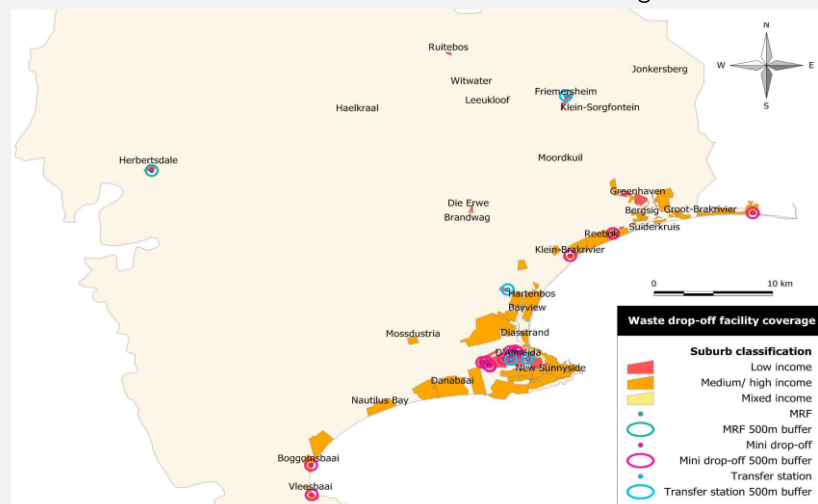 N
W
E
S
Ruitebos
Jonkersberg
Witwater
Leeukloof
Friemersheim
Haelkraal
Klein-Sorgfontein
Herbertsdale
Moordkuil
Greenhaven
Die Erwe
Brandwag
Bergsig
Groot-Brakrivier
Suiderkruis
Reebok
Klein-Brakrivier
0
10 km
Hartenbos
Bayview
Mossdustria
Diasstrand
D'Almeida
New Sunnyside
Danabaai
Nautilus Bay
Boggomsbaai
Vleesbaai
Waste drop-off facility coverage
Suburb classification
Low income
Medium/ high income
Mixed income
MRF
MRF 500m buffer
Mini drop-off
Mini drop-off 500m buffer
Transfer station
Transfer station 500m buffer